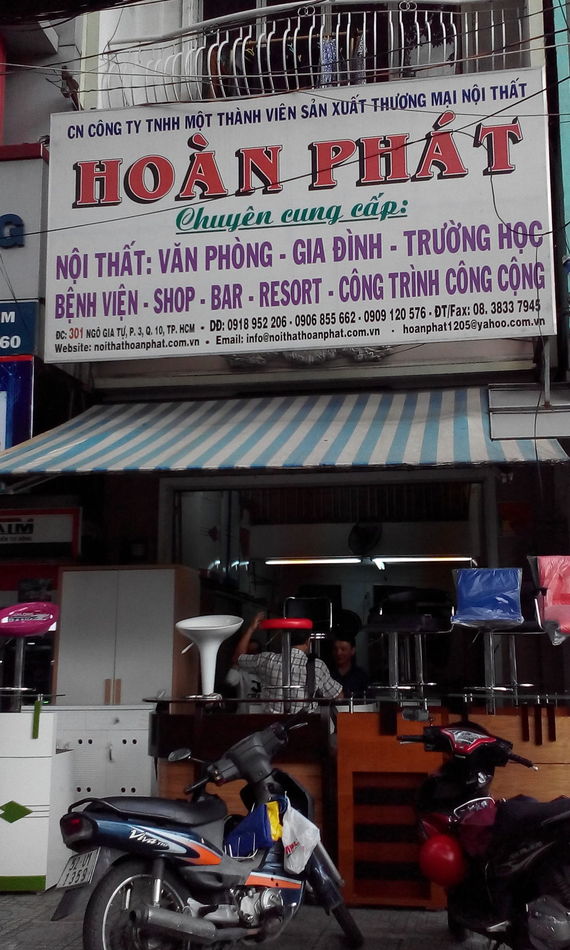 CN CÔNG TY TNHH MỘT THÀNH VIÊN SẢN XUẤT THƯƠNG MẠI NỘI THẤT
HOÀN PHÁT
Chuyên cung cấp:
NỘI THẤT: VĂN PHÒNG - GIA ĐÌNH - TRƯỜNG HỌC
BỆNH VIỆN - SHOP - BAR - RESORT - CÔNG TRÌNH CÔNG CỘNG
ĐC: 301 NGÔ GIA TỰ, P. 3, Q. 10, TP. HCM - DĐ: 0918 952 206 - 0906 855 662 - 0909 120 576 - ĐT/Fax: 08. 3833 7945
Website: noithathoanphat.com.vn • Email: info@noithathoanphat.com.vn • hoanphat1205@yahoo.com.vn
G
M
60
Viva